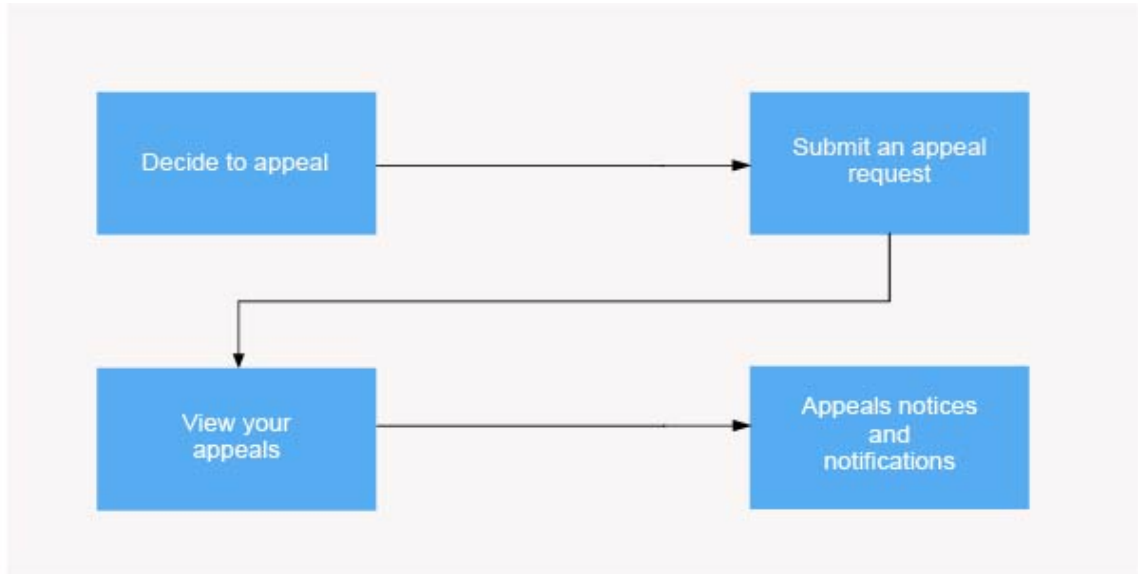 Decide to appeal
Submit an appeal
request
View your
appeals
Appeals notices
and
notifications